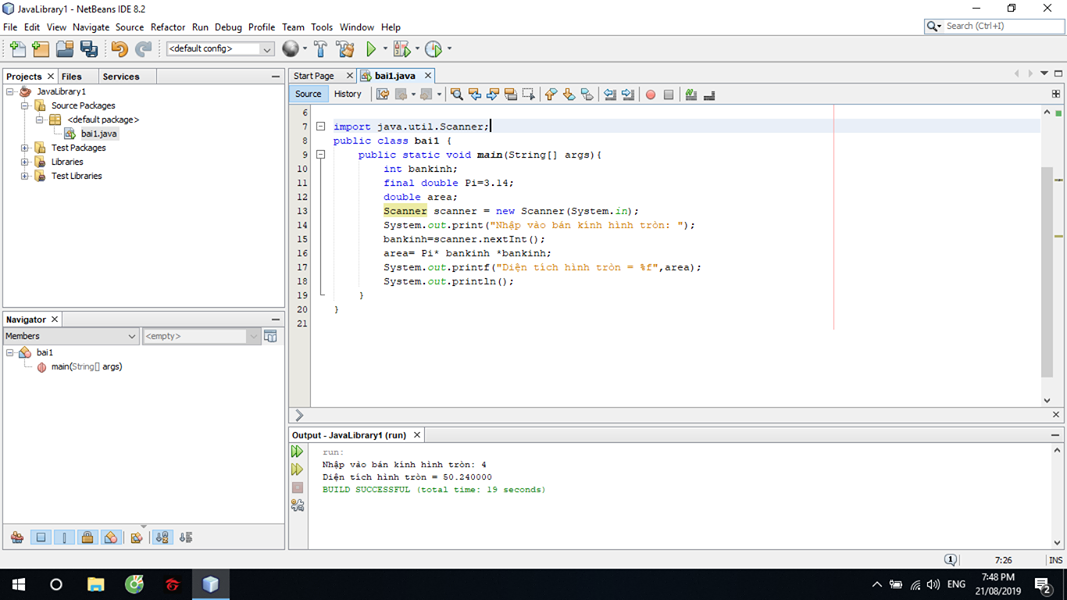 JavaLibrary1 - NetBeans IDE 8.2
File Edit View Navigate Source Refactor Run Debug Profile Team Tools Window Help
Search (Ctrl+I)
<default config>
Projects Files Services
JavaLibrary1
Source Packages
<default package>
bai1.java
Test Packages
Libraries
Test Libraries
Start Page bai1.java
Source History
6
7 import java.util.Scanner;
8 public class bai1 {
9 public static void main(String[] args){
10 int bankinh;
11 final double Pi=3.14;
12 double area;
13 Scanner scanner = new Scanner(System.in);
14 System.out.print("Nhập vào bán kính hình tròn: ");
15 bankinh=scanner.nextInt();
16 area= Pi* bankinh *bankinh;
17 System.out.printf("Diện tích hình tròn = %f",area);
18 System.out.println();
19 }
20 }
21
Navigator
Members <empty>
bai1
main(String[] args)
Output - JavaLibrary1 (run)
run:
Nhập vào bán kính hình tròn: 4
Diện tích hình tròn = 50.240000
BUILD SUCCESSFUL (total time: 19 seconds)
1 7:26 INS
ENG
7:48 PM
21/08/2019
2